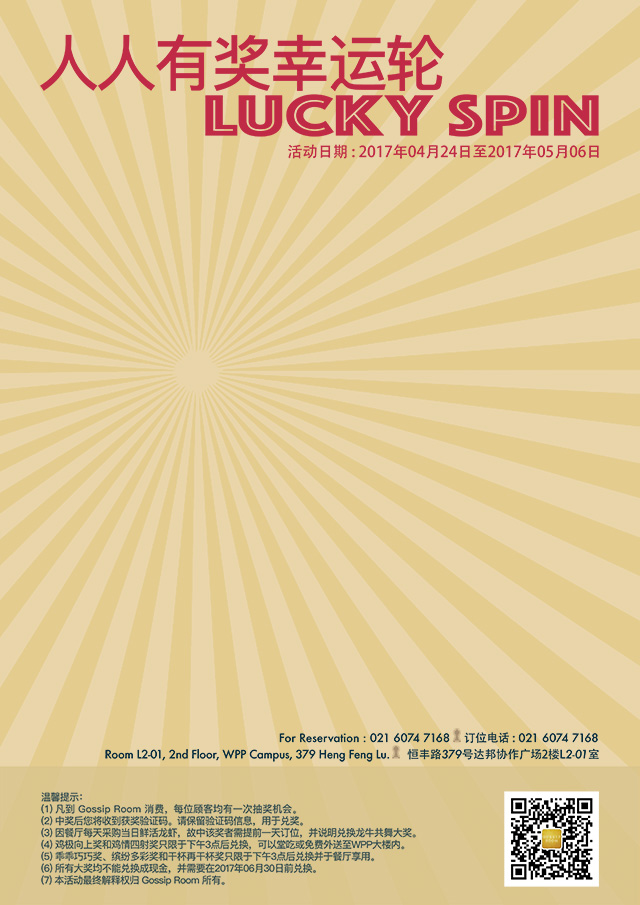 人人有奖幸运轮
LUCKY SPIN
活动日期 : 2017年04月24日至2017年05月06日
For Reservation : 021 6074 7168 订位电话 : 021 6074 7168
Room L2-01, 2nd Floor, WPP Campus, 379 Heng Feng Lu. 恒丰路379号达邦协作广场2楼L2-01室
温馨提示:
(1) 凡到 Gossip Room 消费，每位顾客均有一次抽奖机会。
(2) 中奖后您将收到获奖验证码。请保留验证码信息，用于兑奖。
(3) 因餐厅每天采购当日鲜活龙虾，故中该奖者需提前一天订位，并说明兑换龙牛共舞大奖。
(4) 鸡极向上奖和鸡情四射奖只限于下午3点后兑换，可以堂吃或免费外送至WPP大楼内。
(5) 乖乖巧巧奖、缤纷多彩奖和干杯再干杯奖只限于下午3点后兑换并于餐厅享用。
(6) 所有大奖均不能兑换成现金，并需要在2017年06月30日前兑换。
(7) 本活动最终解释权归 Gossip Room 所有。